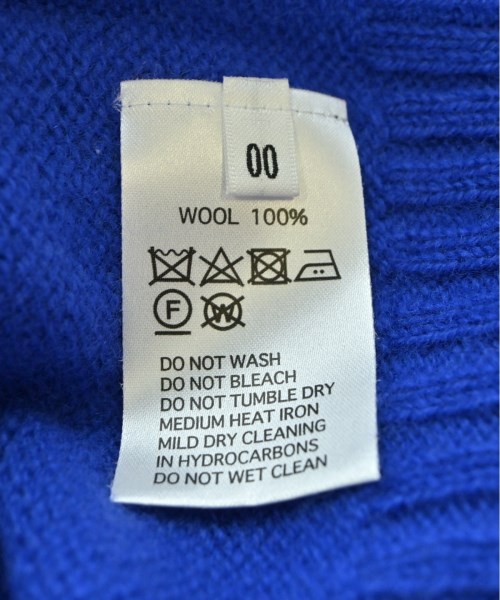 00
WOOL 100%
F W
DO NOT WASH
DO NOT BLEACH
DO NOT TUMBLE DRY
MEDIUM HEAT IRON
MILD DRY CLEANING
IN HYDROCARBONS
DO NOT WET CLEAN